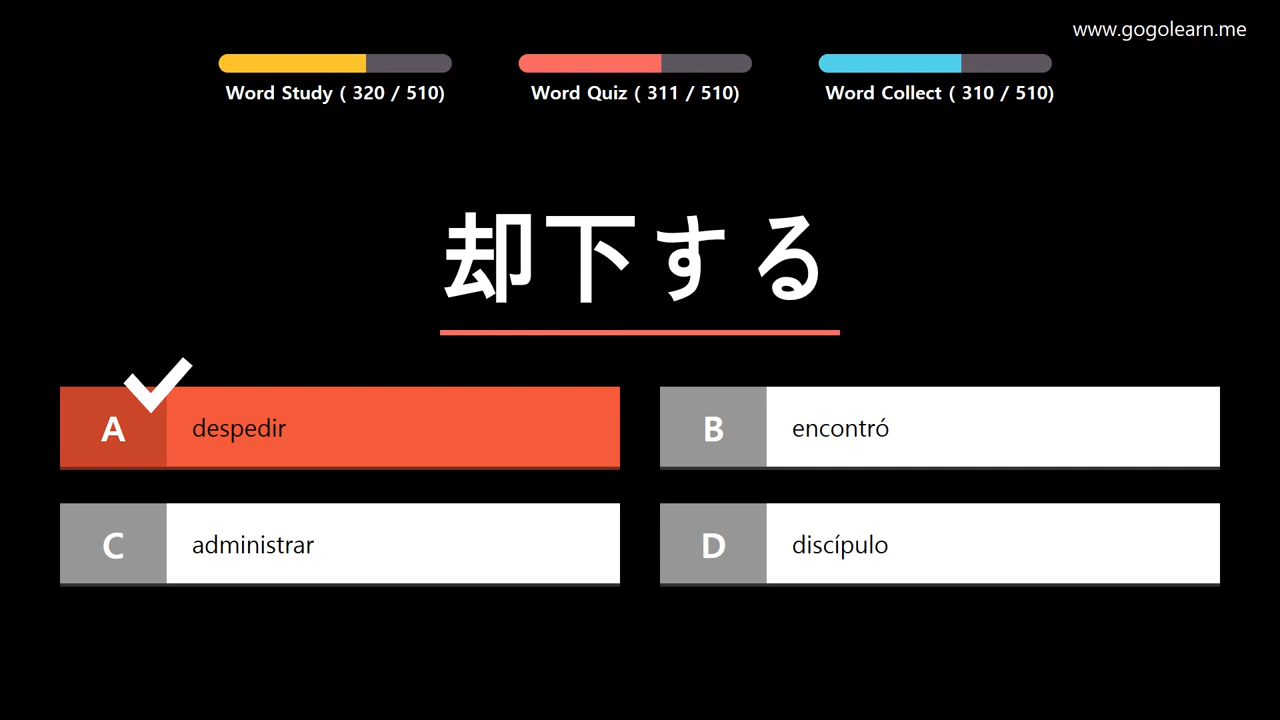 www.gogolearn.me
Word Study ( 320 / 510)
Word Quiz ( 311 / 510)
Word Collect ( 310 / 510)
却下する
A despedir
B encontró
C administrar
D discípulo